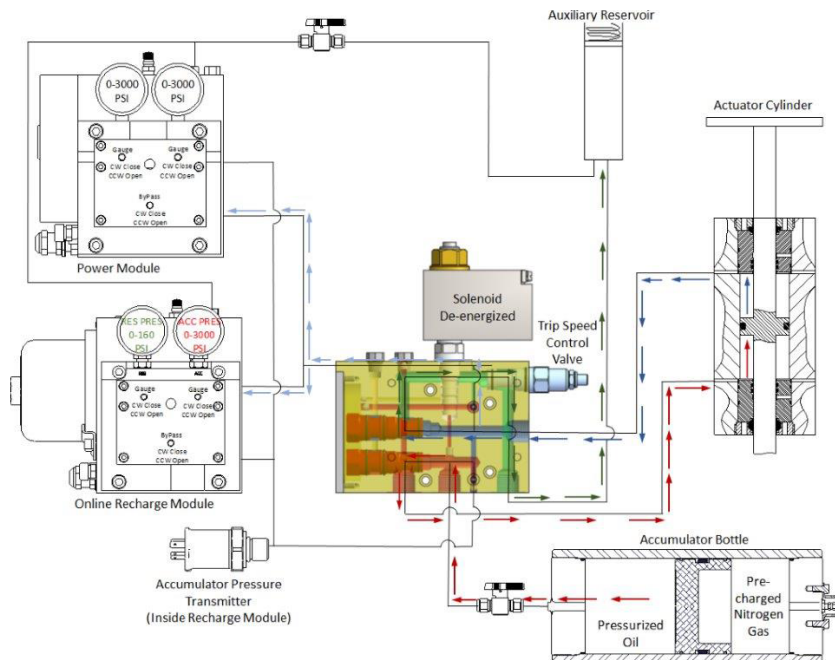 Auxiliary Reservoir
0-3000
PSI
0-3000
PSI
Actuator Cylinder
Gauge
Gauge
CW Close
CCW Open
CW Close
CCW Open
ByPass
CW Close
CCW Open
Power Module
Solenoid
De-energized
Trip Speed
Control
Valve
RES PRES
0-160
PSI
ACC PRES
0-3000
PSI
ACC
Gauge
Gauge
CW Close
CCW Open
CW Close
CCW Open
ByPass
CW Close
CCW Open
Online Recharge Module
Accumulator Pressure
Transmitter
(Inside Recharge Module)
Accumulator Bottle
Pressurized
Oil
Pre-
charged
Nitrogen
Gas